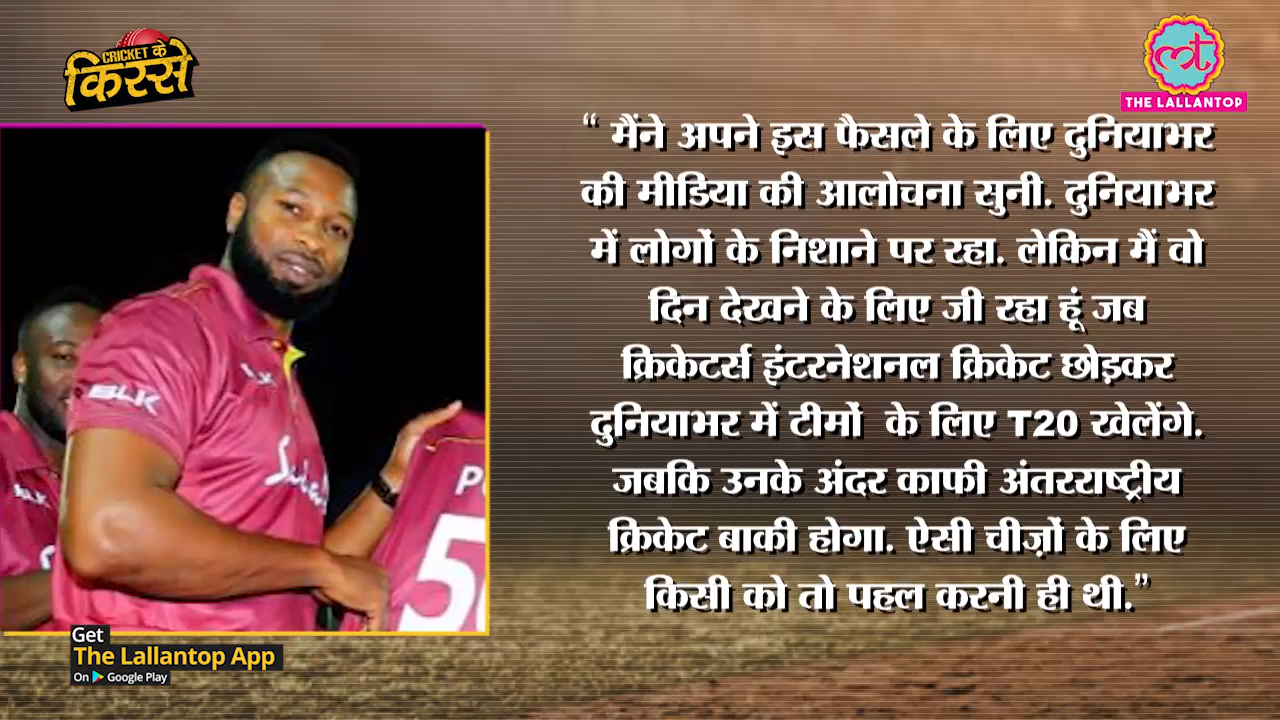 CRICKET के
किस्से
THE LALLANTOP
“ मैंने अपने इस फैसले के लिए दुनियाभर
की मीडिया की आलोचना सुनी. दुनियाभर
में लोगों के निशाने पर रहा. लेकिन मैं वो
दिन देखने के लिए जी रहा हूं जब
क्रिकेटर्स इंटरनेशनल क्रिकेट छोड़कर
दुनियाभर में टीमों के लिए T20 खेलेंगे.
जबकि उनके अंदर काफी अंतरराष्ट्रीय
क्रिकेट बाकी होगा. ऐसी चीज़ों के लिए
किसी को तो पहल करनी ही थी.”
BLK
5
Get
The Lallantop App
On Google Play